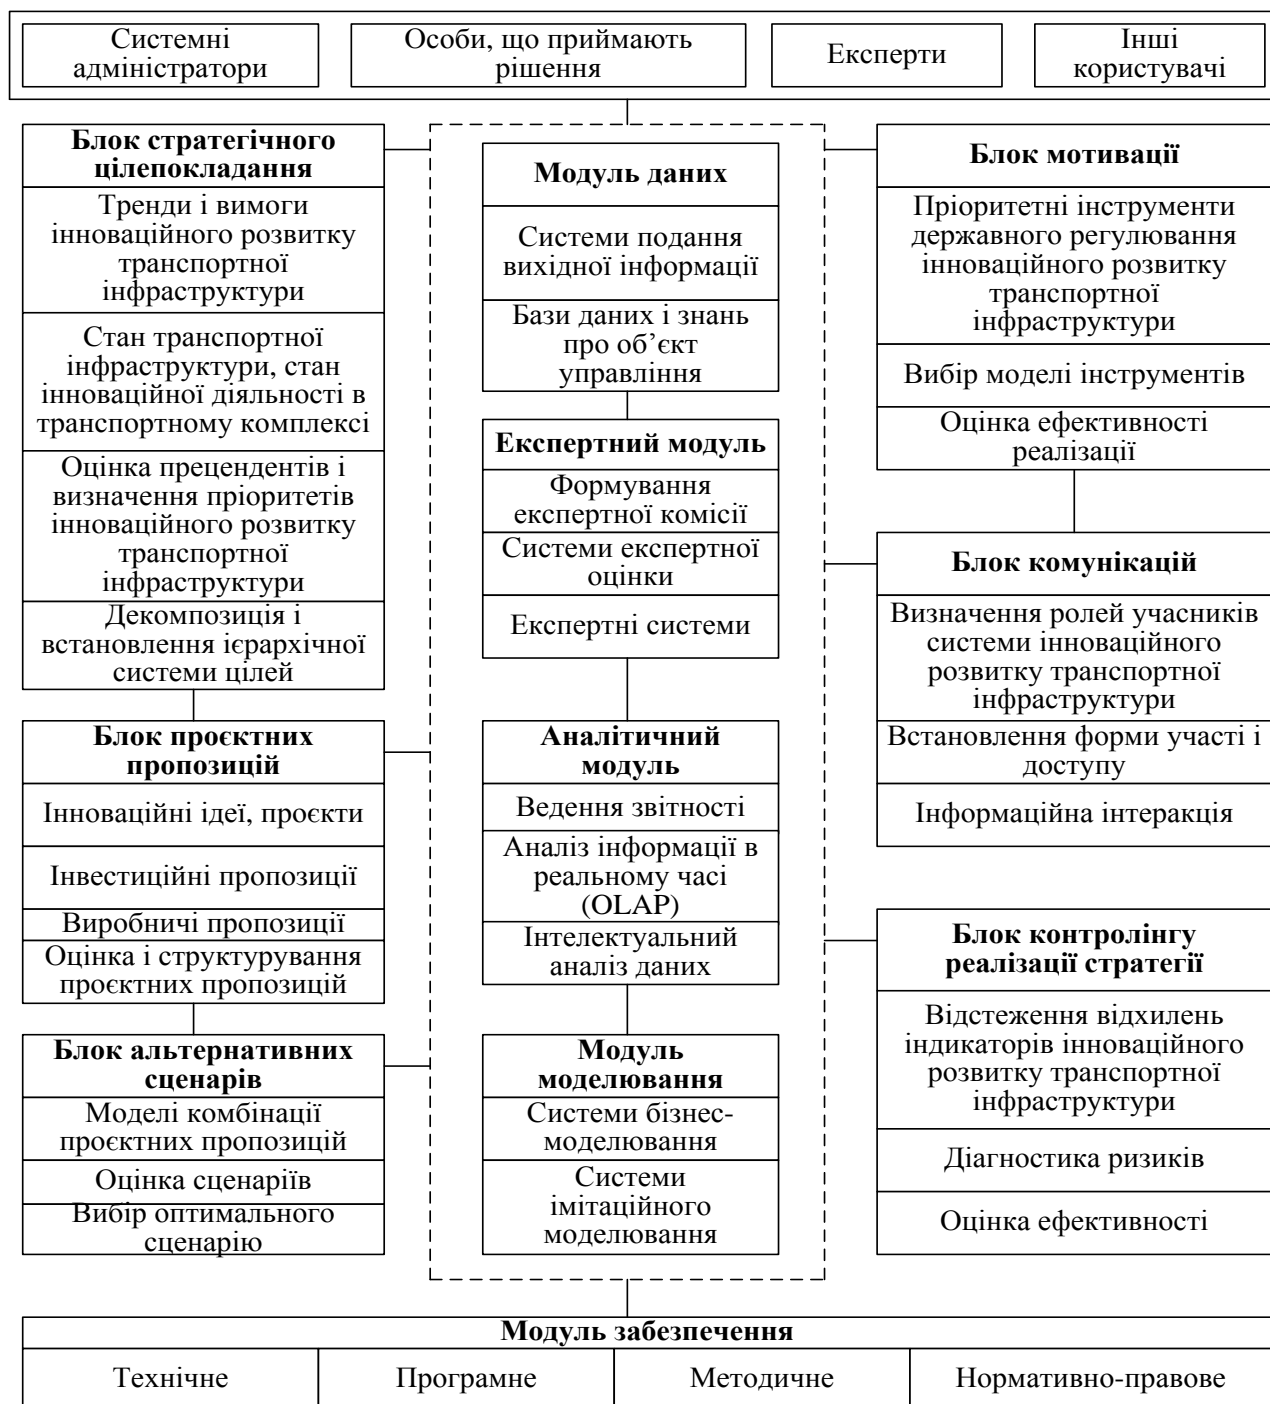 Системні
адміністратори
Особи, що приймають
рішення
Експерти
Інші
користувачі
Блок стратегічного
цілепокладання
Тренди і вимоги
інноваційного розвитку
транспортної
інфраструктури
Стан транспортної
інфраструктури, стан
інноваційної діяльності в
транспортному комплексі
Оцінка прецендентів і
визначення пріоритетів
інноваційного розвитку
транспортної
інфраструктури
Декомпозиція і
встановлення ієрархічної
системи цілей
Блок проєктних
пропозицій
Інноваційні ідеї, проєкти
Інвестиційні пропозиції
Виробничі пропозиції
Оцінка і структурування
проєктних пропозицій
Блок альтернативних
сценарів
Моделі комбінації
проєктних пропозицій
Оцінка сценаріїв
Вибір оптимального
сценарію
Модуль даних
Системи подання
вихідної інформації
Бази даних і знань
про об’єкт
управління
Експертний модуль
Формування
експертної комісії
Системи експертної
оцінки
Експертні системи
Аналітичний
модуль
Ведення звітності
Аналіз інформації в
реальному часі
(OLAP)
Інтелектуальний
аналіз даних
Модуль
моделювання
Системи бізнес-
моделювання
Системи
імітаційного
моделювання
Блок мотивації
Пріоритетні інструменти
державного регулювання
інноваційного розвитку
транспортної
інфраструктури
Вибір моделі інструментів
Оцінка ефективності
реалізації
Блок комунікацій
Визначення ролей учасників
системи інноваційного
розвитку транспортної
інфраструктури
Встановлення форми участі і
доступу
Інформаційна інтеракція
Блок контролінгу
реалізації стратегії
Відстеження відхилень
індикаторів інноваційного
розвитку транспортної
інфраструктури
Діагностика ризиків
Оцінка ефективності
Модуль забезпечення
Технічне
Програмне
Методичне
Нормативно-правове